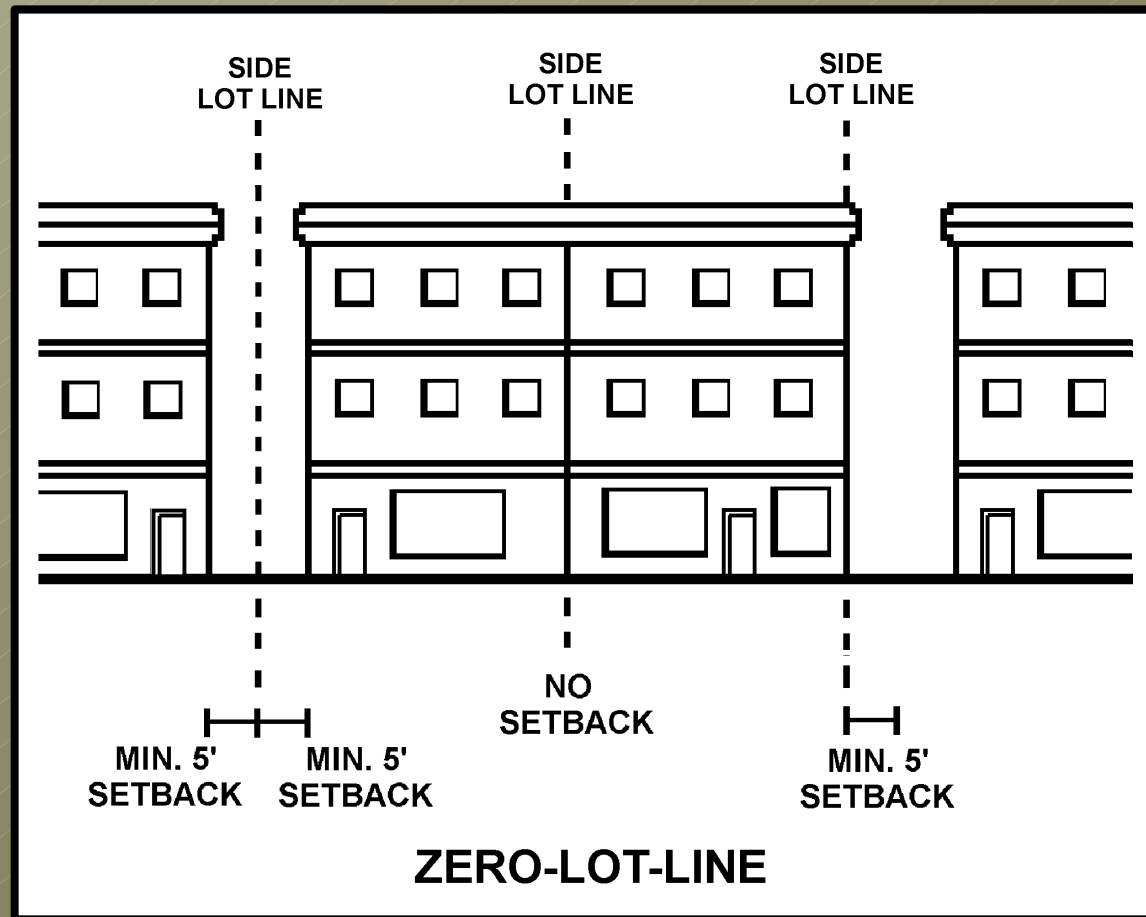 SIDE
LOT LINE
SIDE
LOT LINE
SIDE
LOT LINE
NO
SETBACK
MIN. 5'
SETBACK
MIN. 5'
SETBACK
MIN. 5'
SETBACK
ZERO-LOT-LINE